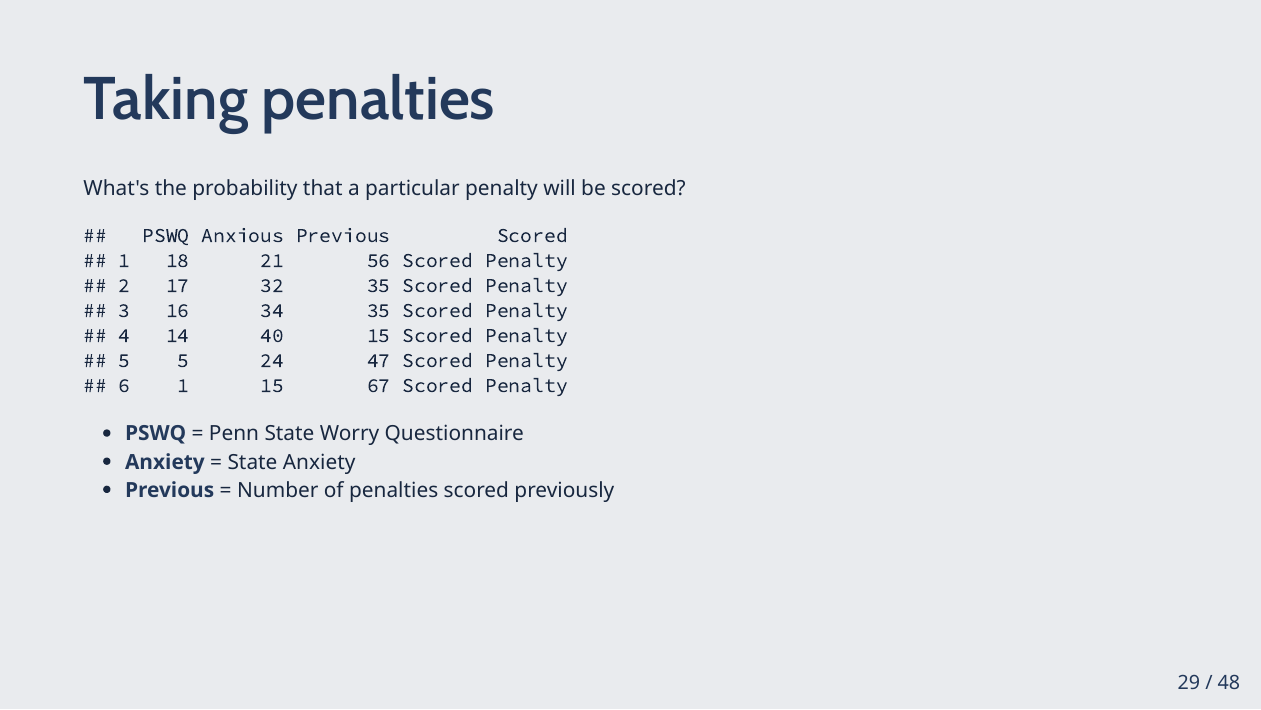 Taking penalties
What's the probability that a particular penalty will be scored?
##   PSWQ Anxious Previous         Scored
## 1   18      21       56 Scored Penalty
## 2   17      32       35 Scored Penalty
## 3   16      34       35 Scored Penalty
## 4   14      40       15 Scored Penalty
## 5    5      24       47 Scored Penalty
## 6    1      15       67 Scored Penalty
• PSWQ = Penn State Worry Questionnaire
• Anxiety = State Anxiety
• Previous = Number of penalties scored previously
29 / 48